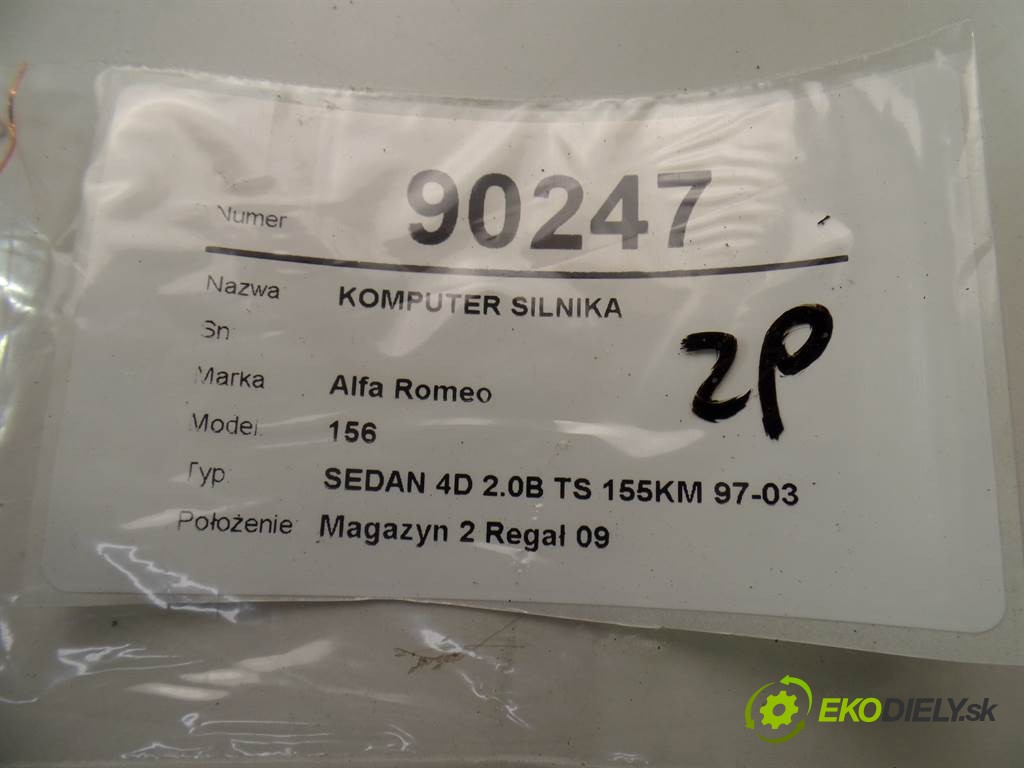 Numer 90247
Nazwa KOMPUTER SILNIKA
Sn
Marka Alfa Romeo
Model 156
Typ SEDAN 4D 2.0B TS 155KM 97-03
Położenie Magazyn 2 Regał 09
2P
EKODIELY.sk